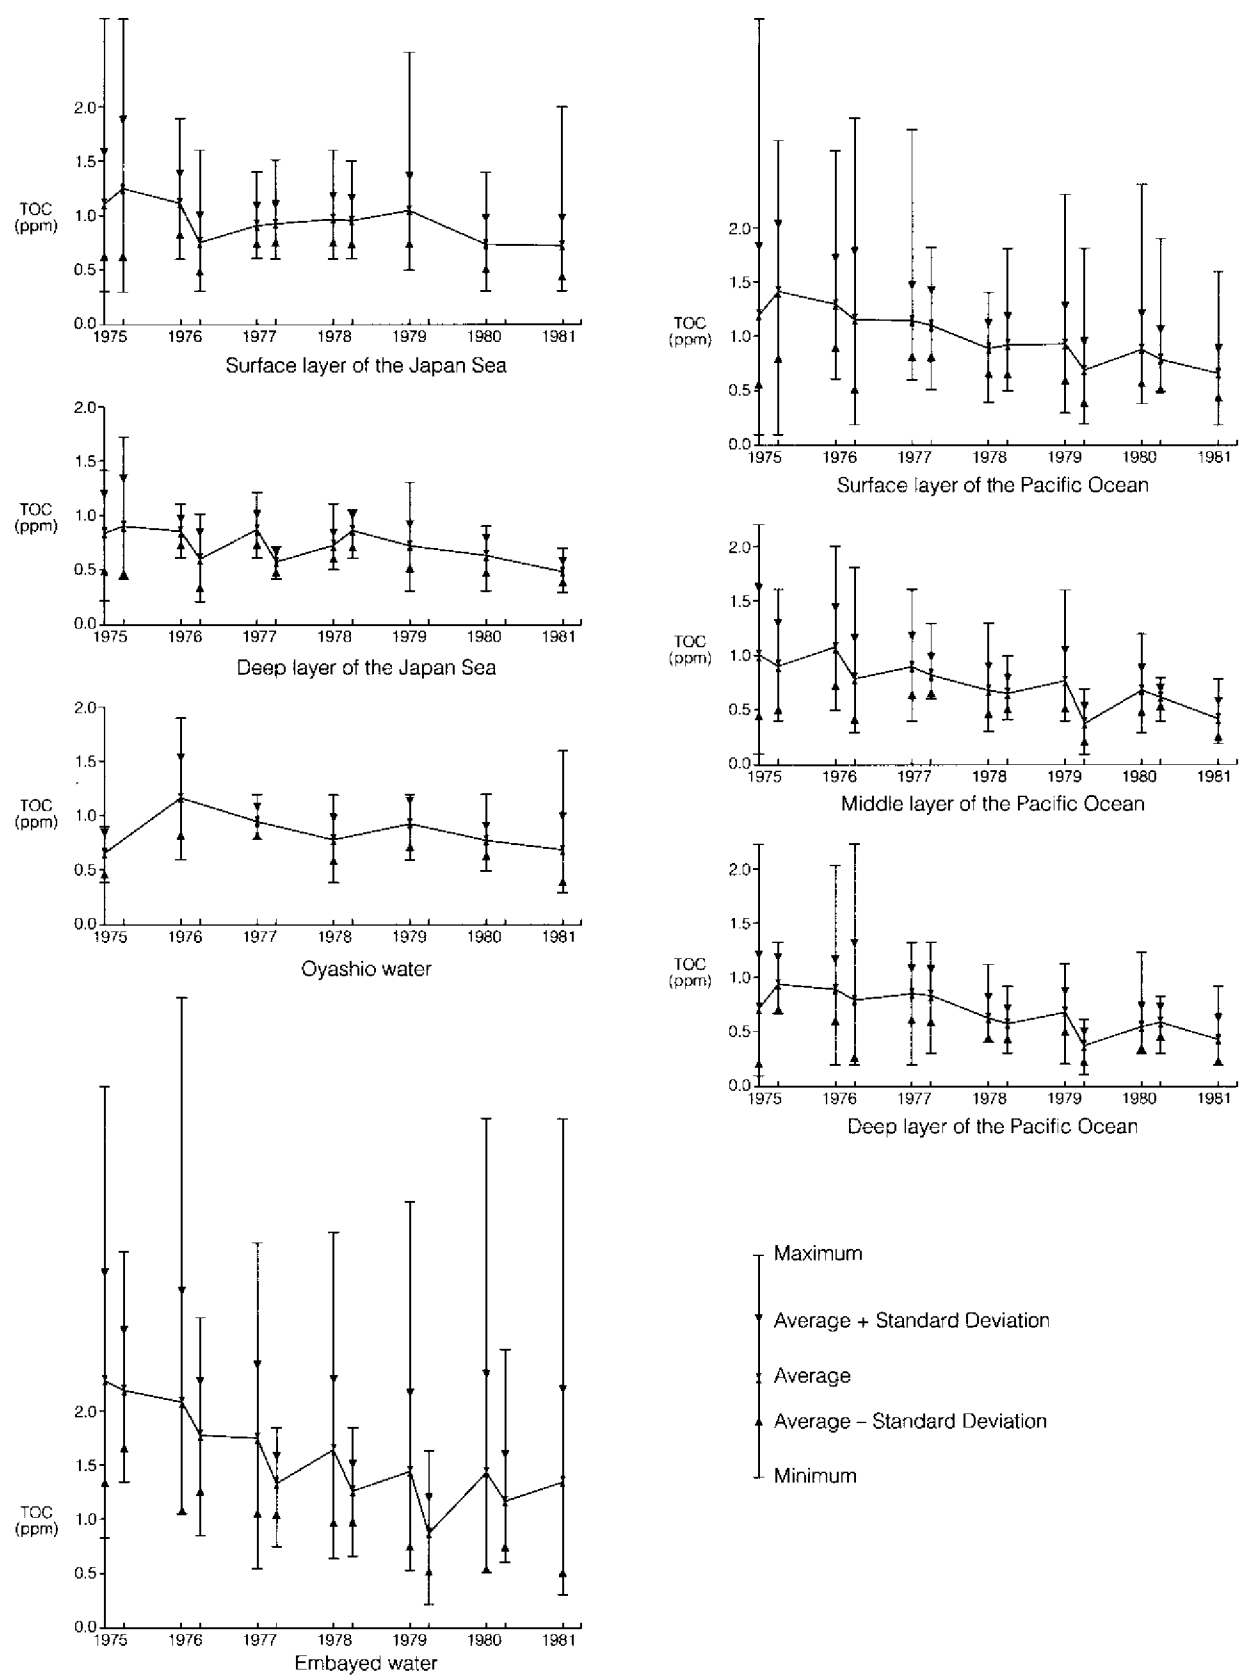 2.0
1.5
TOC
(ppm)
1.0
0.5
0.0
1975 1976 1977 1978 1979 1980 1981
Surface layer of the Japan Sea
2.0
1.5
TOC
(ppm)
1.0
0.5
0.0
1975 1976 1977 1978 1979 1980 1981
Deep layer of the Japan Sea
2.0
1.5
TOC
(ppm)
1.0
0.5
0.0
1975 1976 1977 1978 1979 1980 1981
Oyashio water
2.0
1.5
TOC
(ppm)
1.0
0.5
0.0
1975 1976 1977 1978 1979 1980 1981
Embayed water
2.0
1.5
TOC
(ppm)
1.0
0.5
0.0
1975 1976 1977 1978 1979 1980 1981
Surface layer of the Pacific Ocean
2.0
1.5
TOC
(ppm)
1.0
0.5
0.0
1975 1976 1977 1978 1979 1980 1981
Middle layer of the Pacific Ocean
2.0
1.5
TOC
(ppm)
1.0
0.5
0.0
1975 1976 1977 1978 1979 1980 1981
Deep layer of the Pacific Ocean
Maximum
Average + Standard Deviation
Average
Average – Standard Deviation
Minimum